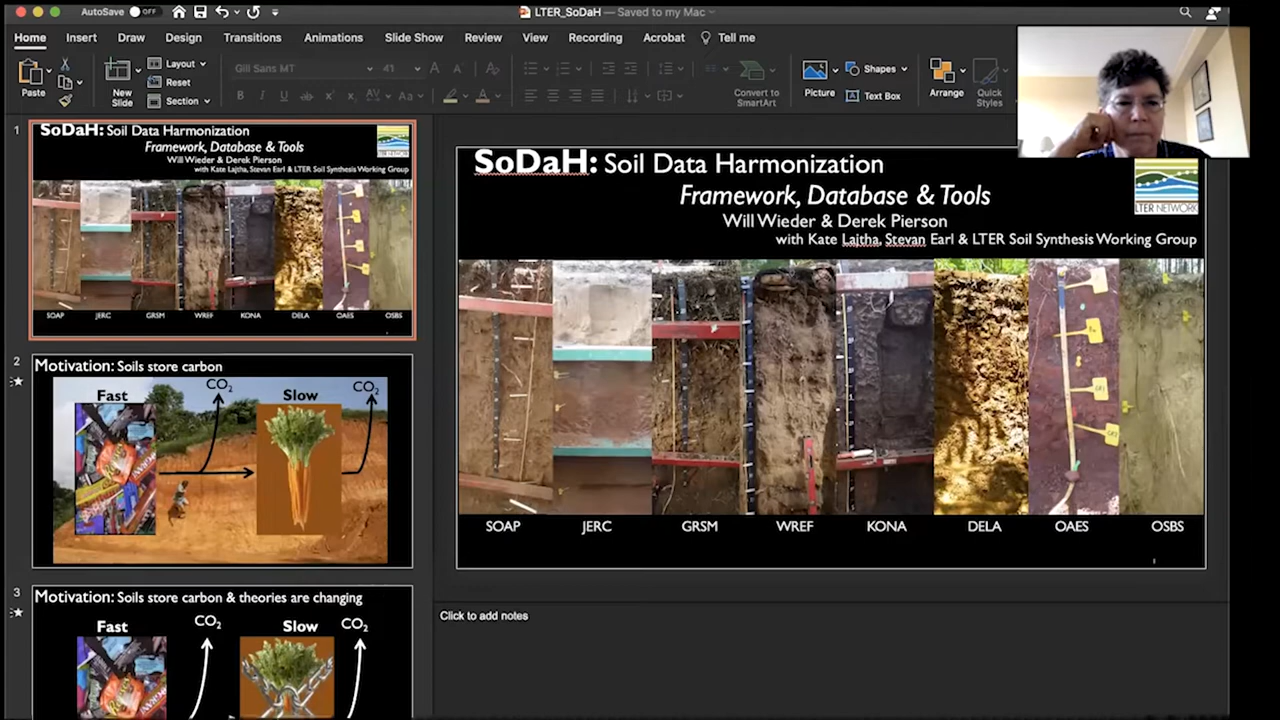 AutoSave OFF
LTER_SoDaH — Saved to my Mac
Home Insert Draw Design Transitions Animations Slide Show Review View Recording Acrobat Tell me
Paste
New Slide
Layout
Reset
Section
Gill Sans MT 41
Convert to SmartArt
Picture
Shapes
Text Box
Arrange
Quick Styles
1
SoDaH: Soil Data Harmonization
Framework, Database & Tools
Will Wieder & Derek Pierson
with Kate Lajtha, Stevan Earl & LTER Soil Synthesis Working Group
SOAP JERC GRSM WREF KONA DELA OAES OSBS
2
Motivation: Soils store carbon
Fast CO2 Slow CO2
3
Motivation: Soils store carbon & theories are changing
Fast CO2 Slow CO2
SoDaH: Soil Data Harmonization
Framework, Database & Tools
Will Wieder & Derek Pierson
with Kate Lajtha, Stevan Earl & LTER Soil Synthesis Working Group
LTER NETWORK
SOAP JERC GRSM WREF KONA DELA OAES OSBS
Click to add notes